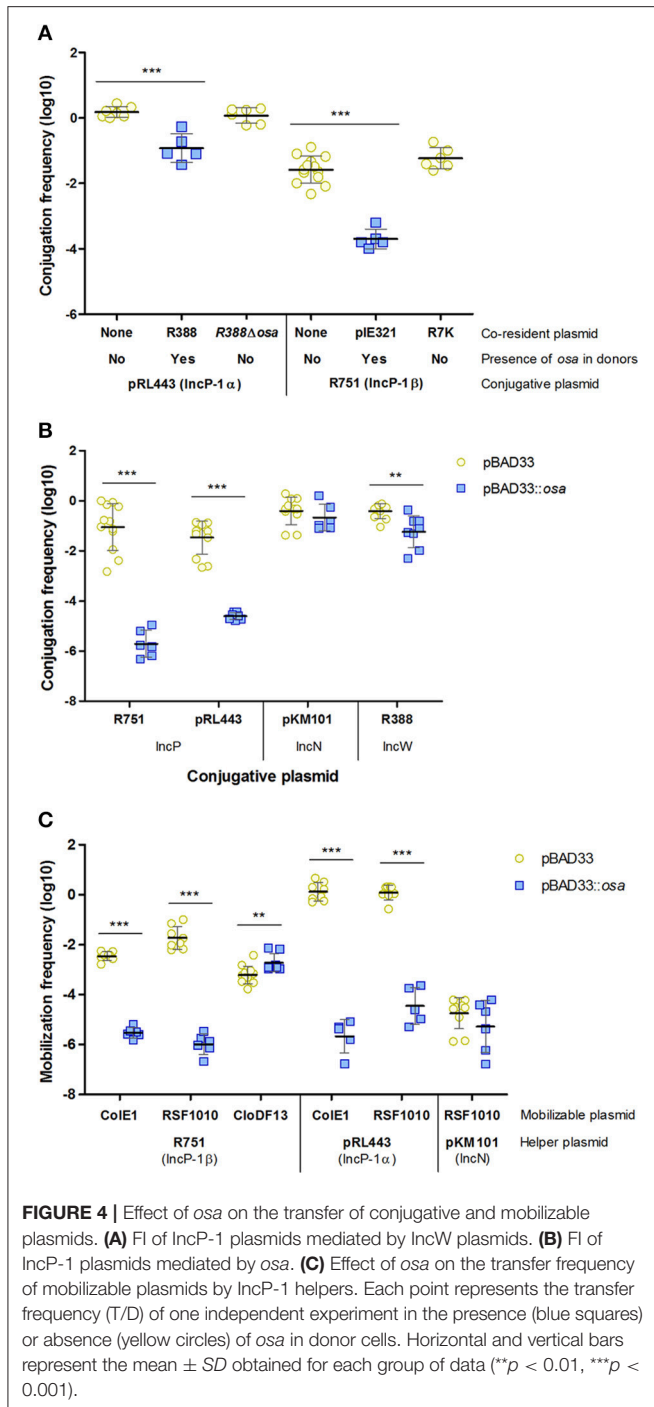 A
Conjugation frequency (log10)
2
0
-2
-4
-6
***
***
None R388 R388Δosa None pIE321 R7K Co-resident plasmid
No Yes No No Yes No Presence of osa in donors
pRL443 (IncP-1α) R751 (IncP-1β) Conjugative plasmid
B
Conjugation frequency (log10)
2
0
-2
-4
-6
-8
*** *** **
pBAD33
pBAD33::osa
R751 pRL443 pKM101 R388
IncP IncN IncW
Conjugative plasmid
C
Mobilization frequency (log10)
2
0
-2
-4
-6
-8
*** *** ** *** ***
pBAD33
pBAD33::osa
ColE1 RSF1010 CloDF13 ColE1 RSF1010 RSF1010 Mobilizable plasmid
R751 pRL443 pKM101 Helper plasmid
(IncP-1β) (IncP-1α) (IncN)
FIGURE 4 | Effect of osa on the transfer of conjugative and mobilizable
plasmids. (A) FI of IncP-1 plasmids mediated by IncW plasmids. (B) FI of
IncP-1 plasmids mediated by osa. (C) Effect of osa on the transfer frequency
of mobilizable plasmids by IncP-1 helpers. Each point represents the transfer
frequency (T/D) of one independent experiment in the presence (blue squares)
or absence (yellow circles) of osa in donor cells. Horizontal and vertical bars
represent the mean ± SD obtained for each group of data (**p < 0.01, ***p <
0.001).